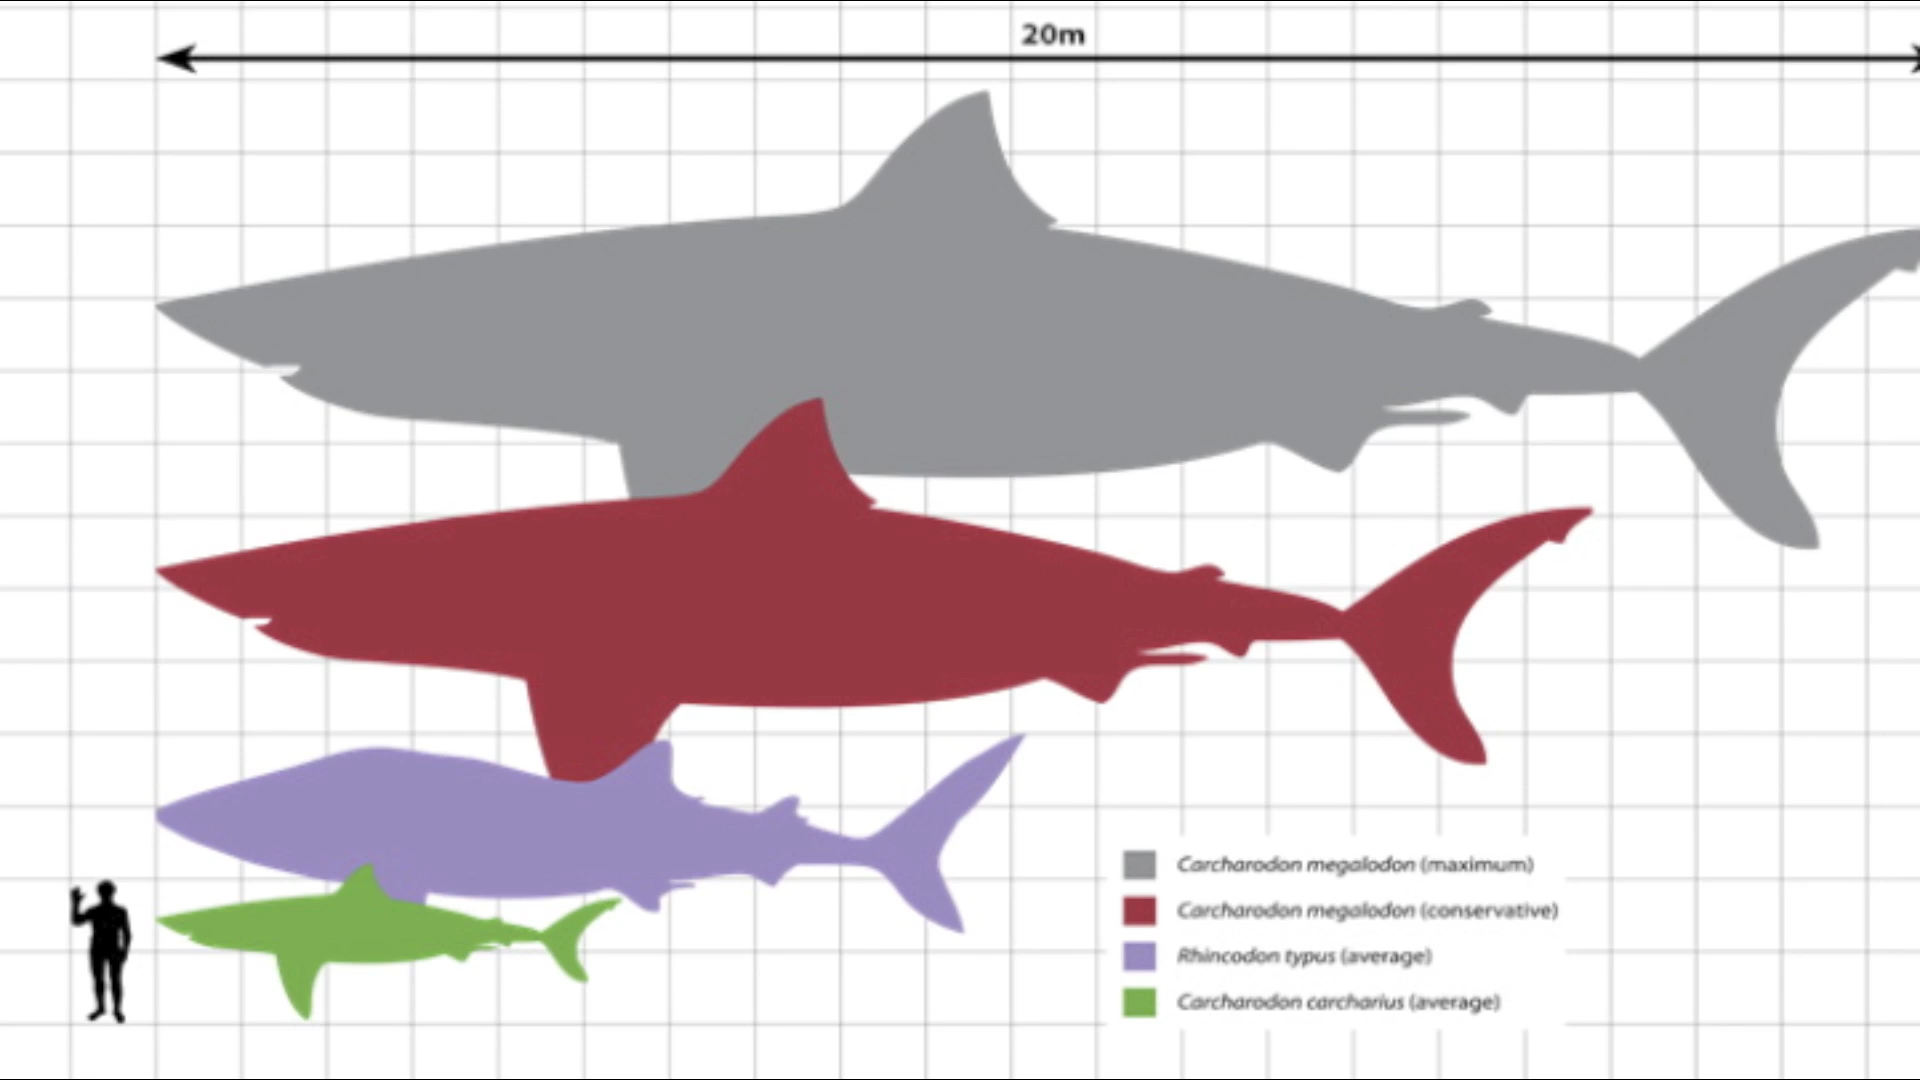 20m
Carcharodon megalodon (maximum)
Carcharodon megalodon (conservative)
Rhincodon typus (average)
Carcharodon carcharius (average)